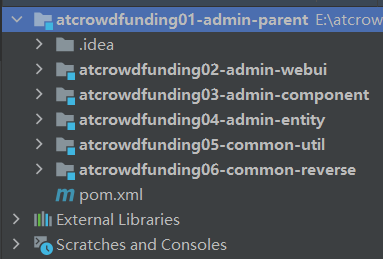 atcrowdfunding01-admin-parent E:\atcrow
.idea
atcrowdfunding02-admin-webui
atcrowdfunding03-admin-component
atcrowdfunding04-admin-entity
atcrowdfunding05-common-util
atcrowdfunding06-common-reverse
pom.xml
External Libraries
Scratches and Consoles